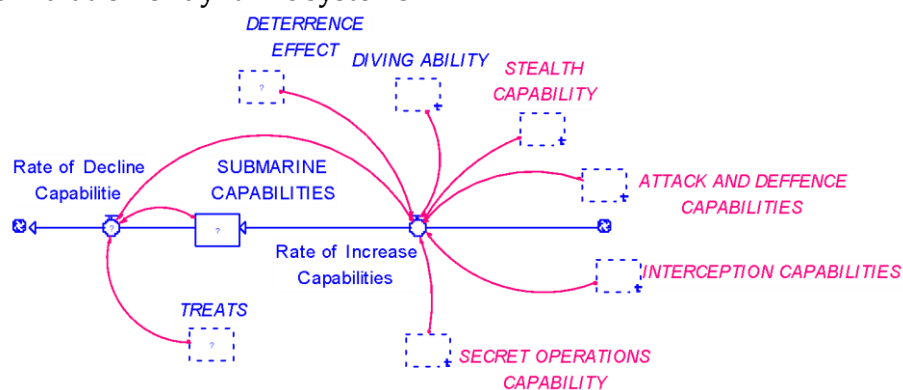 DETERRENCE
EFFECT
DIVING ABILITY
STEALTH
CAPABILITY
?
Rate of Decline
Capabilitie
SUBMARINE
CAPABILITIES
ATTACK AND DEFFENCE
CAPABILITIES
?
?
Rate of Increase
Capabilities
INTERCEPTION CAPABILITIES
TREATS
?
SECRET OPERATIONS
CAPABILITY